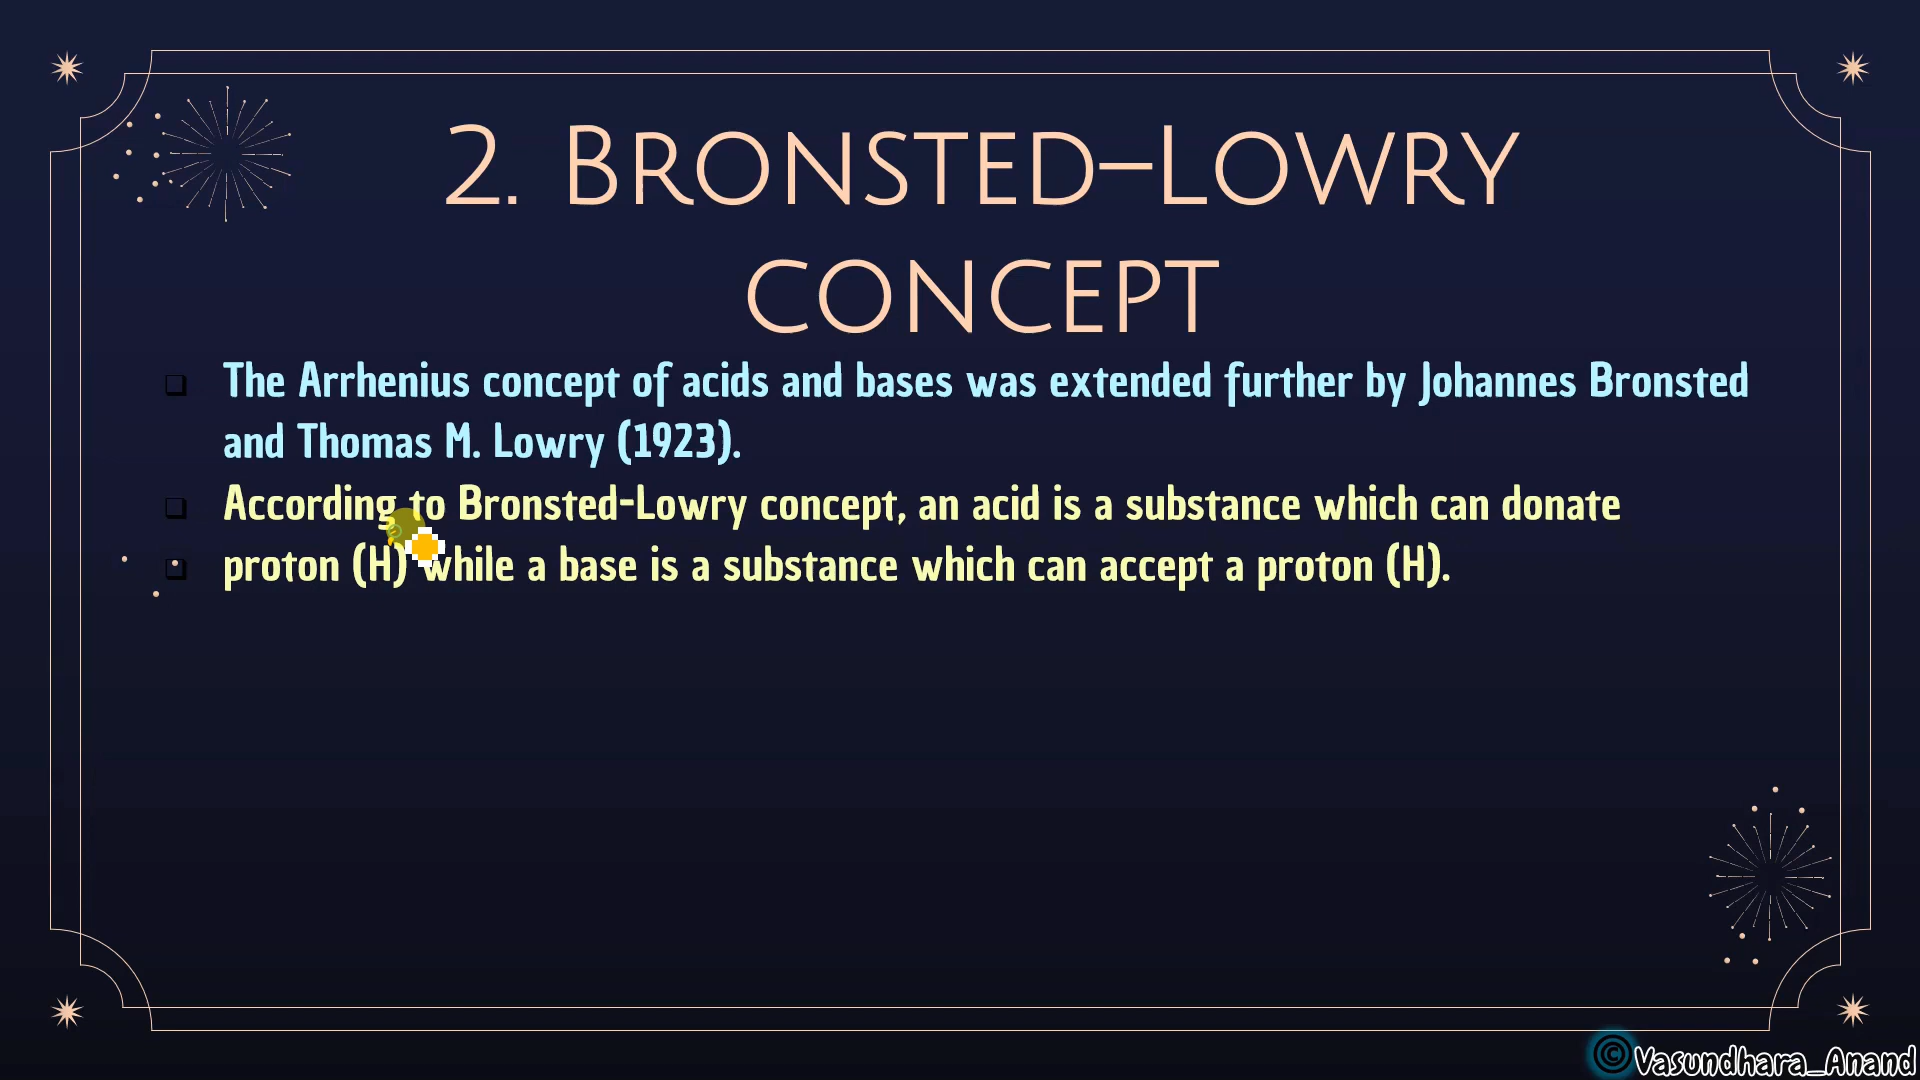 2. Bronsted–Lowry
concept
The Arrhenius concept of acids and bases was extended further by Johannes Bronsted
and Thomas M. Lowry (1923).
According to Bronsted-Lowry concept, an acid is a substance which can donate
proton (H) while a base is a substance which can accept a proton (H).
© Vasundhara_Anand